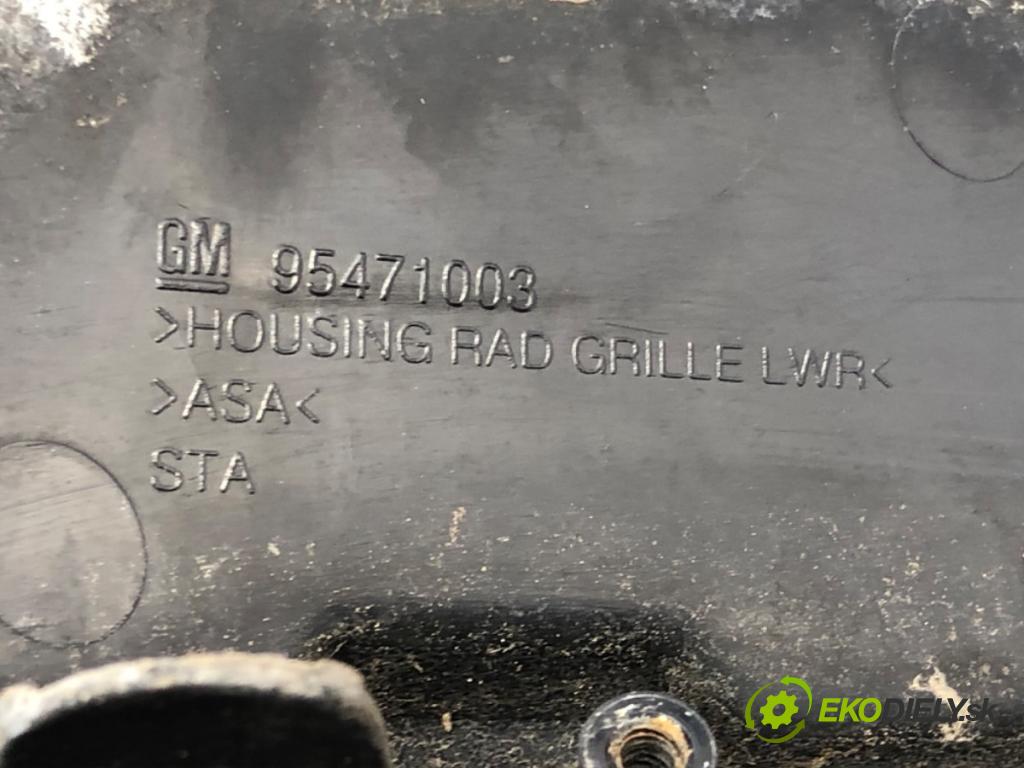 GM 95471003
>HOUSING RAD GRILLE LWR<
>ASA<
STA
EKODIELY.sk